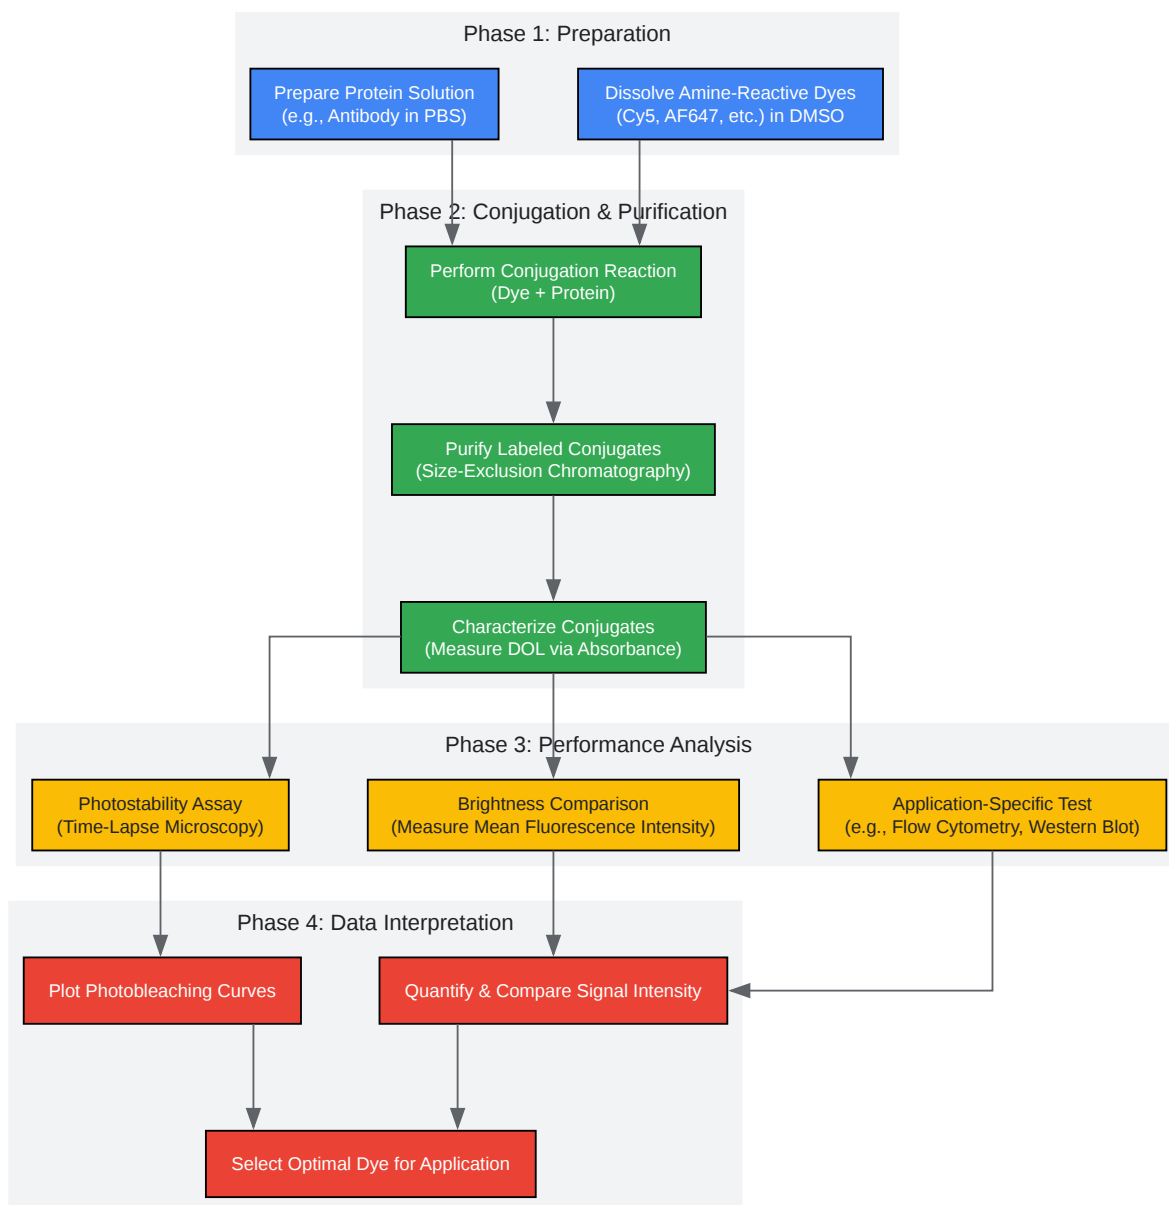 Phase 1: Preparation
Prepare Protein Solution
(e.g., Antibody in PBS)
Dissolve Amine-Reactive Dyes
(Cy5, AF647, etc.) in DMSO
Phase 2: Conjugation & Purification
Perform Conjugation Reaction
(Dye + Protein)
Purify Labeled Conjugates
(Size-Exclusion Chromatography)
Characterize Conjugates
(Measure DOL via Absorbance)
Phase 3: Performance Analysis
Photostability Assay
(Time-Lapse Microscopy)
Brightness Comparison
(Measure Mean Fluorescence Intensity)
Application-Specific Test
(e.g., Flow Cytometry, Western Blot)
Phase 4: Data Interpretation
Plot Photobleaching Curves
Quantify & Compare Signal Intensity
Select Optimal Dye for Application